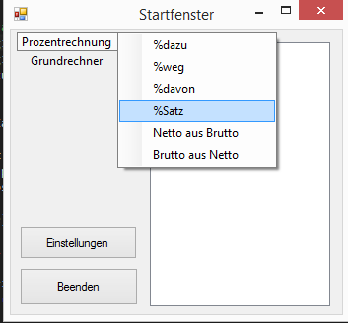 Startfenster
Prozentrechnung
Grundrechner
%dazu
%weg
%davon
%Satz
Netto aus Brutto
Brutto aus Netto
Einstellungen
Beenden